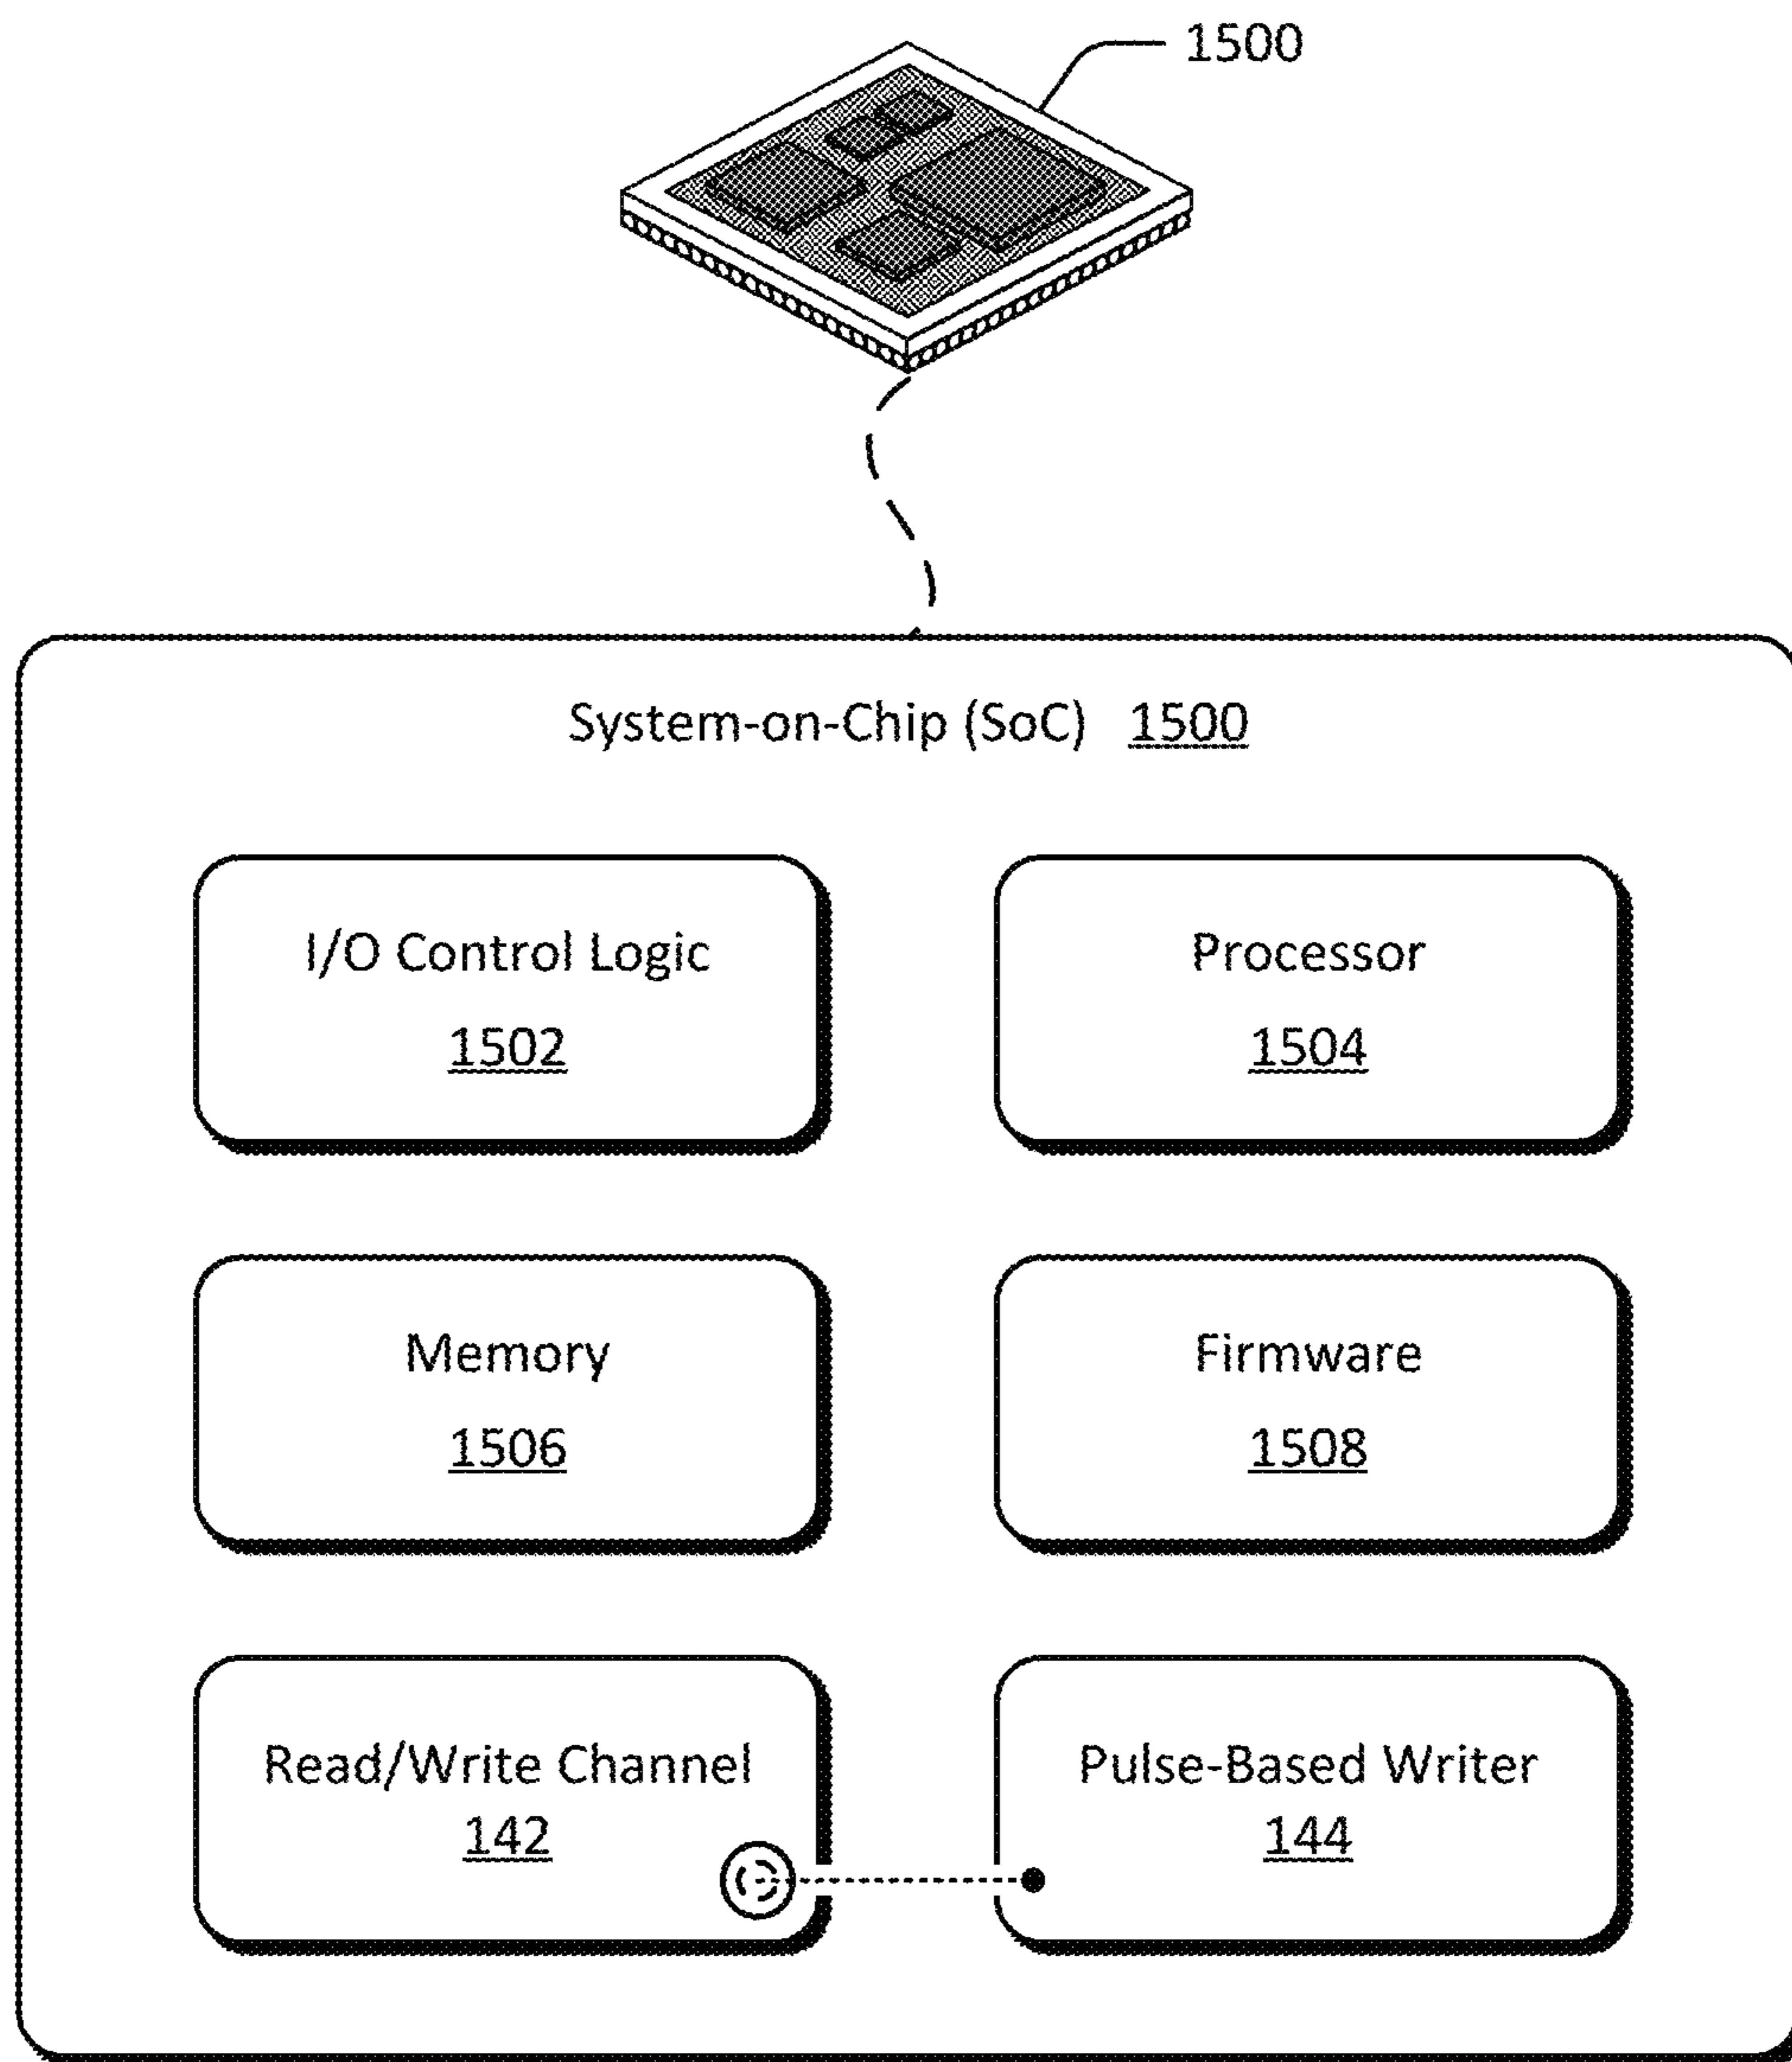 1500
System-on-Chip (SoC) 1500
I/O Control Logic
1502
Processor
1504
Memory
1506
Firmware
1508
Read/Write Channel
142
Pulse-Based Writer
144